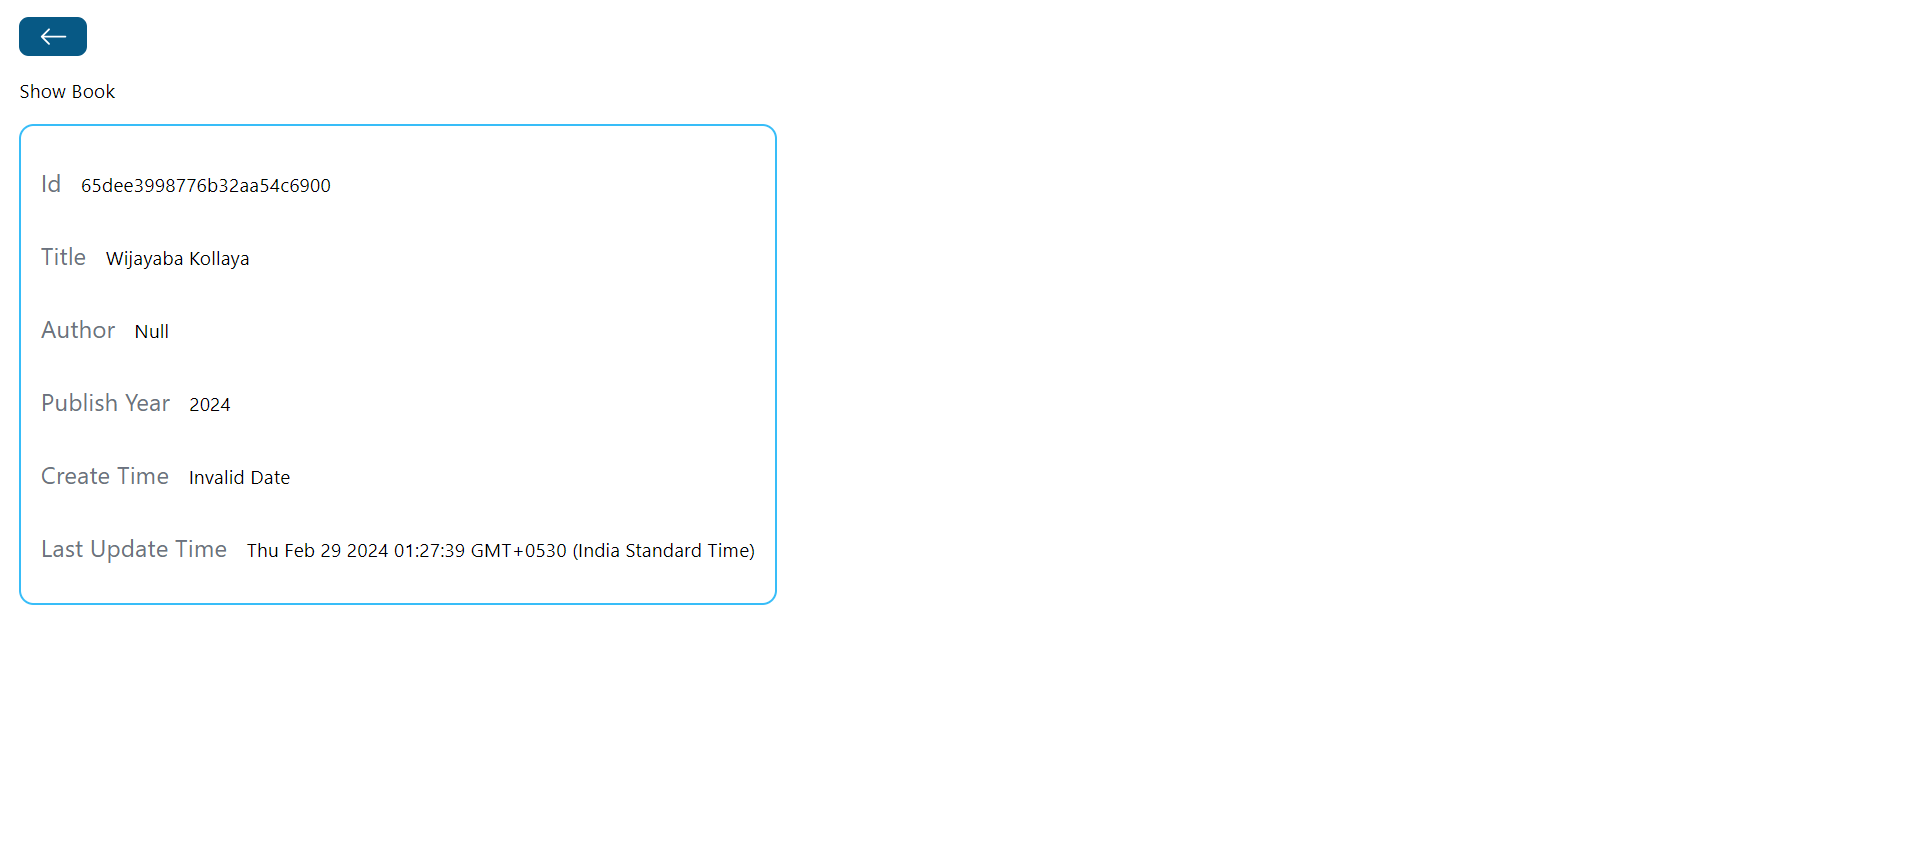 Show Book
Id 65dee3998776b32aa54c6900
Title Wijayaba Kollaya
Author Null
Publish Year 2024
Create Time Invalid Date
Last Update Time Thu Feb 29 2024 01:27:39 GMT+0530 (India Standard Time)